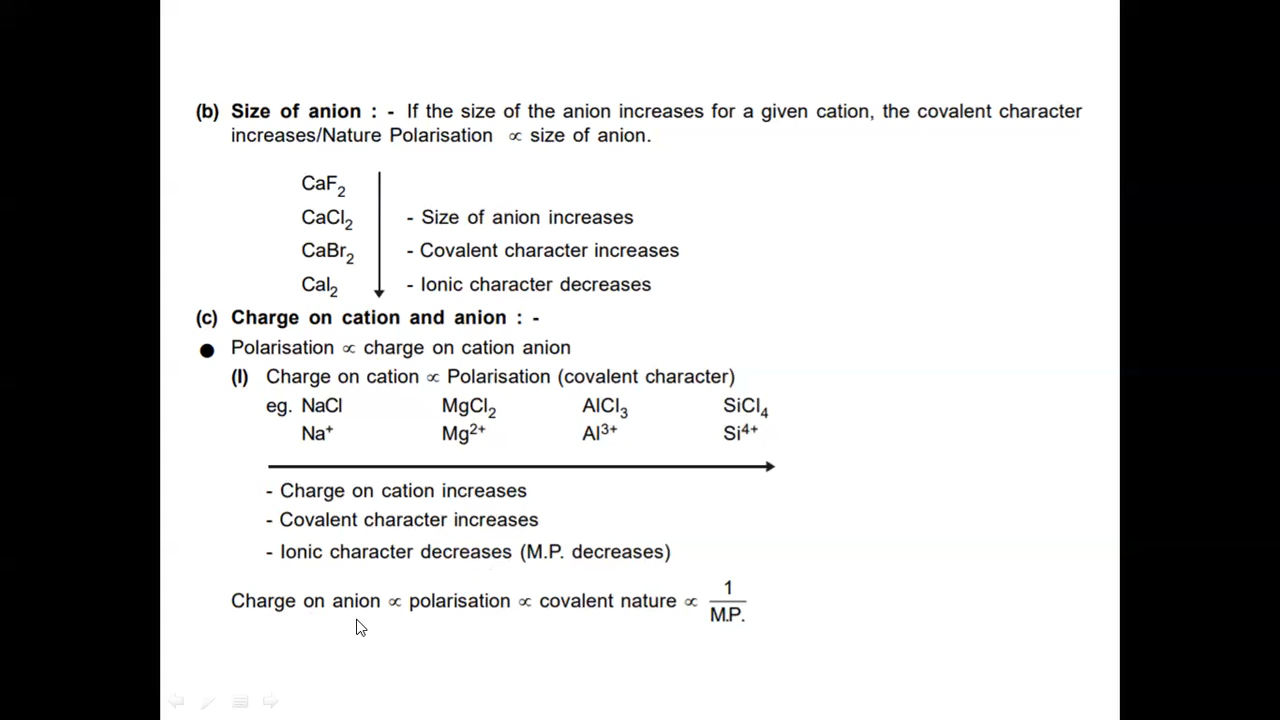 (b) Size of anion : - If the size of the anion increases for a given cation, the covalent character
increases/Nature Polarisation ∝ size of anion.
CaF₂
CaCl₂ - Size of anion increases
CaBr₂ - Covalent character increases
CaI₂ - Ionic character decreases
(c) Charge on cation and anion : -
● Polarisation ∝ charge on cation anion
(I) Charge on cation ∝ Polarisation (covalent character)
eg. NaCl MgCl₂ AlCl₃ SiCl₄
Na⁺ Mg²⁺ Al³⁺ Si⁴⁺
- Charge on cation increases
- Covalent character increases
- Ionic character decreases (M.P. decreases)
Charge on anion ∝ polarisation ∝ covalent nature ∝ 1/M.P.